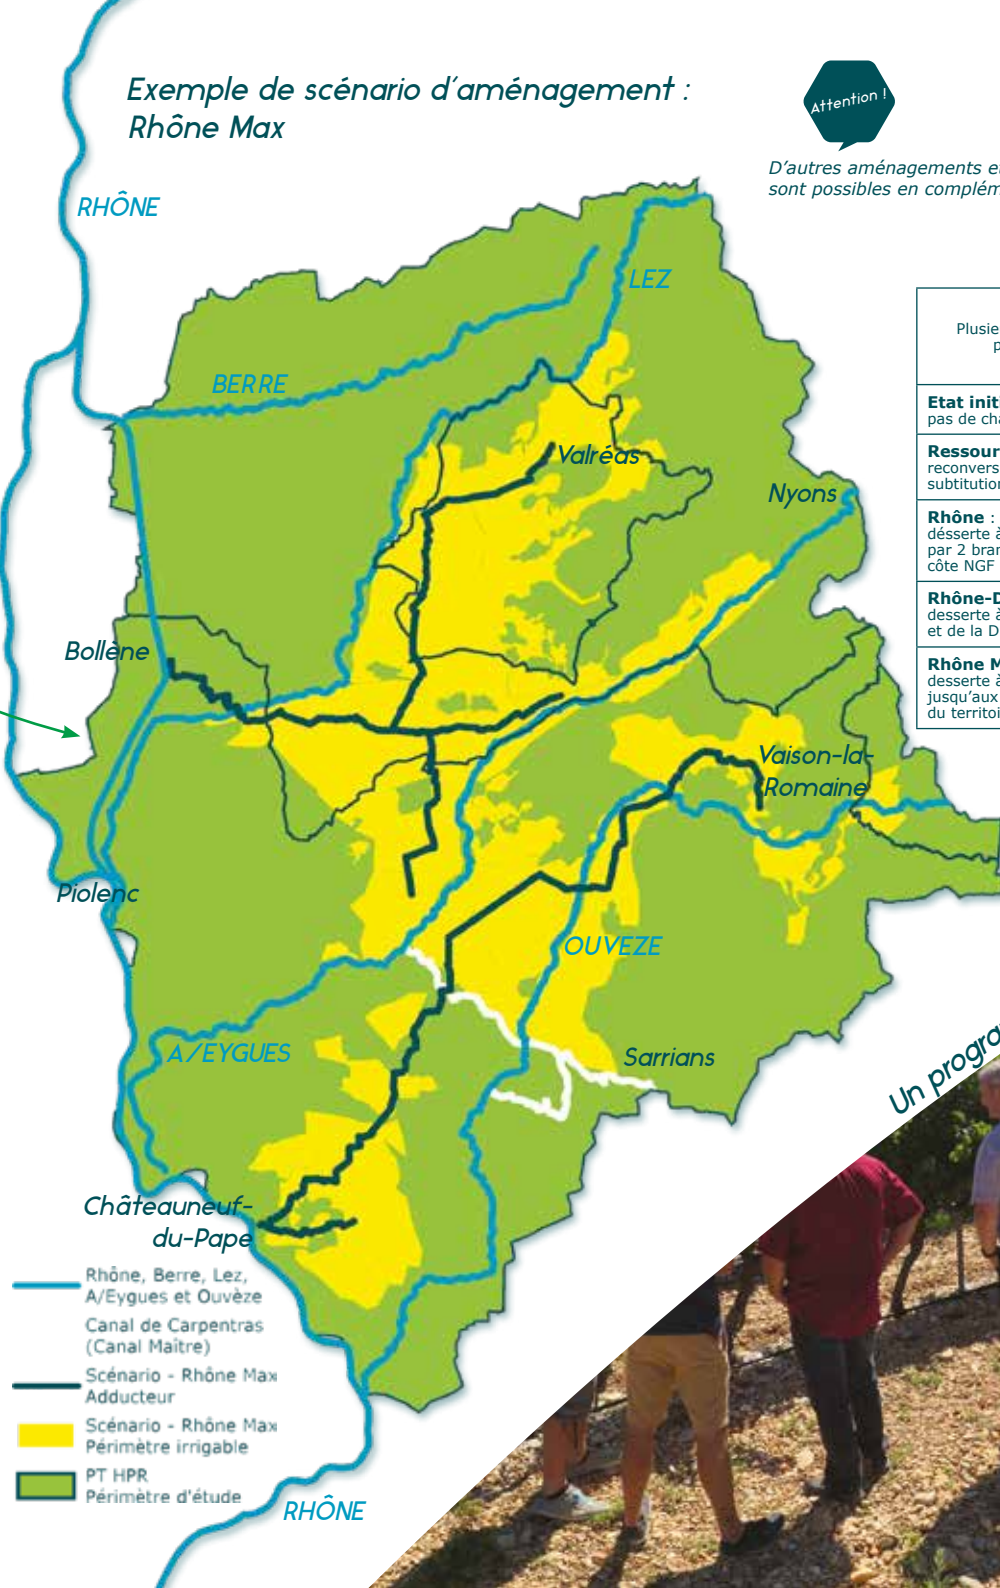 Exemple de scénario d'aménagement :
Rhône Max
Attention !
D'autres aménagements et
sont possibles en complém
RHÔNE
LEZ
BERRE
Valréas
Nyons
Bollène
Vaison-la-
Romaine
Piolenc
OUVEZE
A/EYGUES
Sarrians
Châteauneuf-
du-Pape
RHÔNE
Rhône, Berre, Lez,
A/Eygues et Ouvèze
Canal de Carpentras
(Canal Maître)
Scénario - Rhône Max
Adducteur
Scénario - Rhône Max
Périmètre irrigable
PT HPR
Périmètre d'étude
Plusie
p
Etat initi
pas de cha
Ressour
reconvers
subtitution
Rhône :
désserte à
par 2 bran
côte NGF
Rhône-D
desserte à
et de la D
Rhône M
desserte à
jusqu'aux
du territoi
Un progra